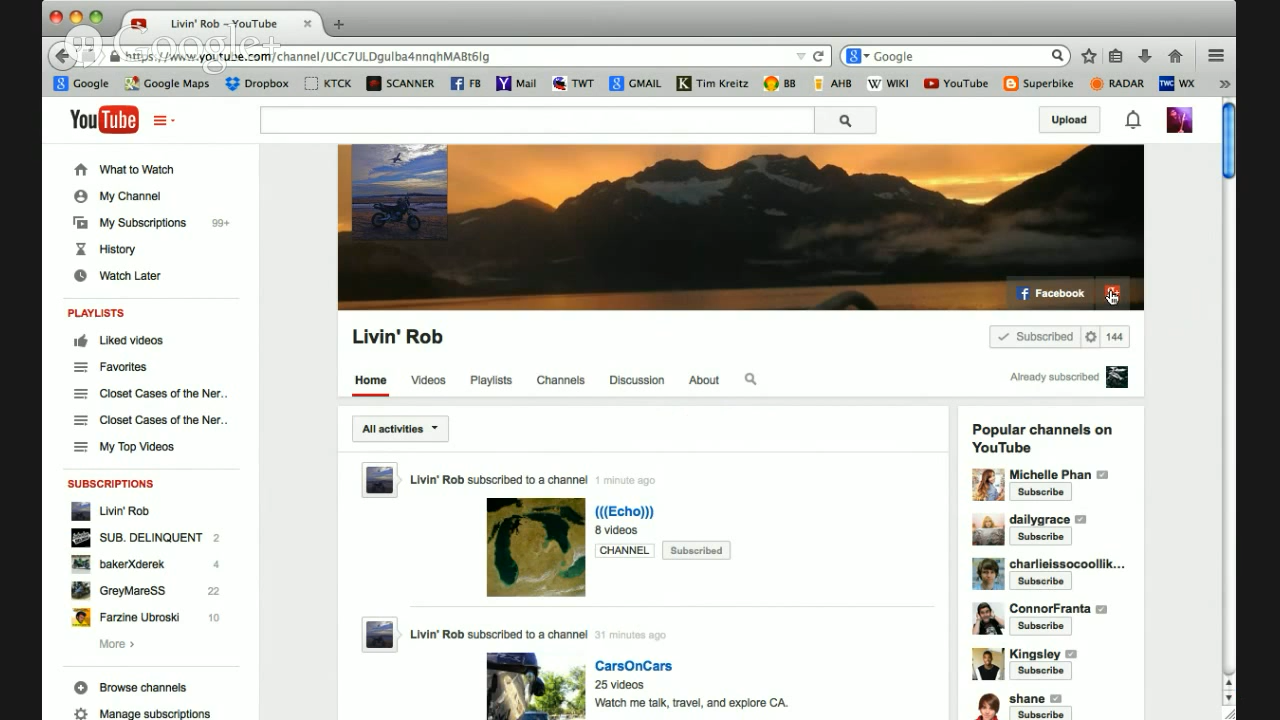 Livin' Rob – YouTube
Google+
https://www.youtube.com/channel/UCc7ULDgulba4nnqhMABt6lg
Google
Google
Google Maps
Dropbox
KTCK
SCANNER
FB
Mail
TWT
GMAIL
Tim Kreitz
BB
AHB
WIKI
YouTube
Superbike
RADAR
WX
YouTube
Upload
What to Watch
My Channel
My Subscriptions 99+
History
Watch Later
PLAYLISTS
Liked videos
Favorites
Closet Cases of the Ner..
Closet Cases of the Ner..
My Top Videos
SUBSCRIPTIONS
Livin' Rob
SUB. DELINQUENT 2
bakerXderek 4
GreyMareSS 22
Farzine Ubroski 10
More ›
Browse channels
Manage subscriptions
Facebook
Livin' Rob
Subscribed 144
Home Videos Playlists Channels Discussion About
Already subscribed
All activities
Livin' Rob subscribed to a channel 1 minute ago
(((Echo)))
8 videos
CHANNEL Subscribed
Livin' Rob subscribed to a channel 31 minutes ago
CarsOnCars
25 videos
Watch me talk, travel, and explore CA.
Popular channels on
YouTube
Michelle Phan
Subscribe
dailygrace
Subscribe
charlieissocoollik...
Subscribe
ConnorFranta
Subscribe
Kingsley
Subscribe
shane
Subscribe